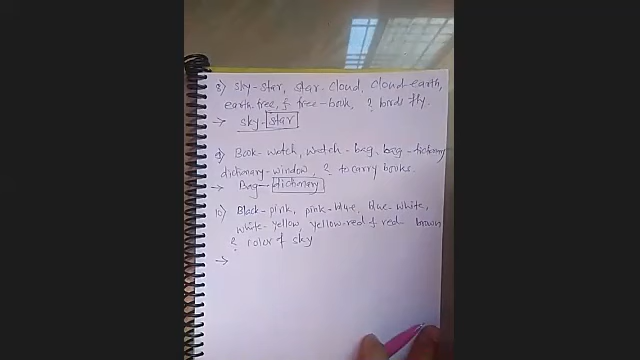 8) Sky-star, star-cloud, cloud-earth,
earth-tree, & tree-book, ? birds fly.
→ sky-star
9) Book-watch, watch-bag, bag-dictionary
dictionary-window, ? to carry books.
→ Bag-dictionary
10) Black-pink, pink-blue, blue-white,
white-yellow, yellow-red & red brown
? color of sky
→